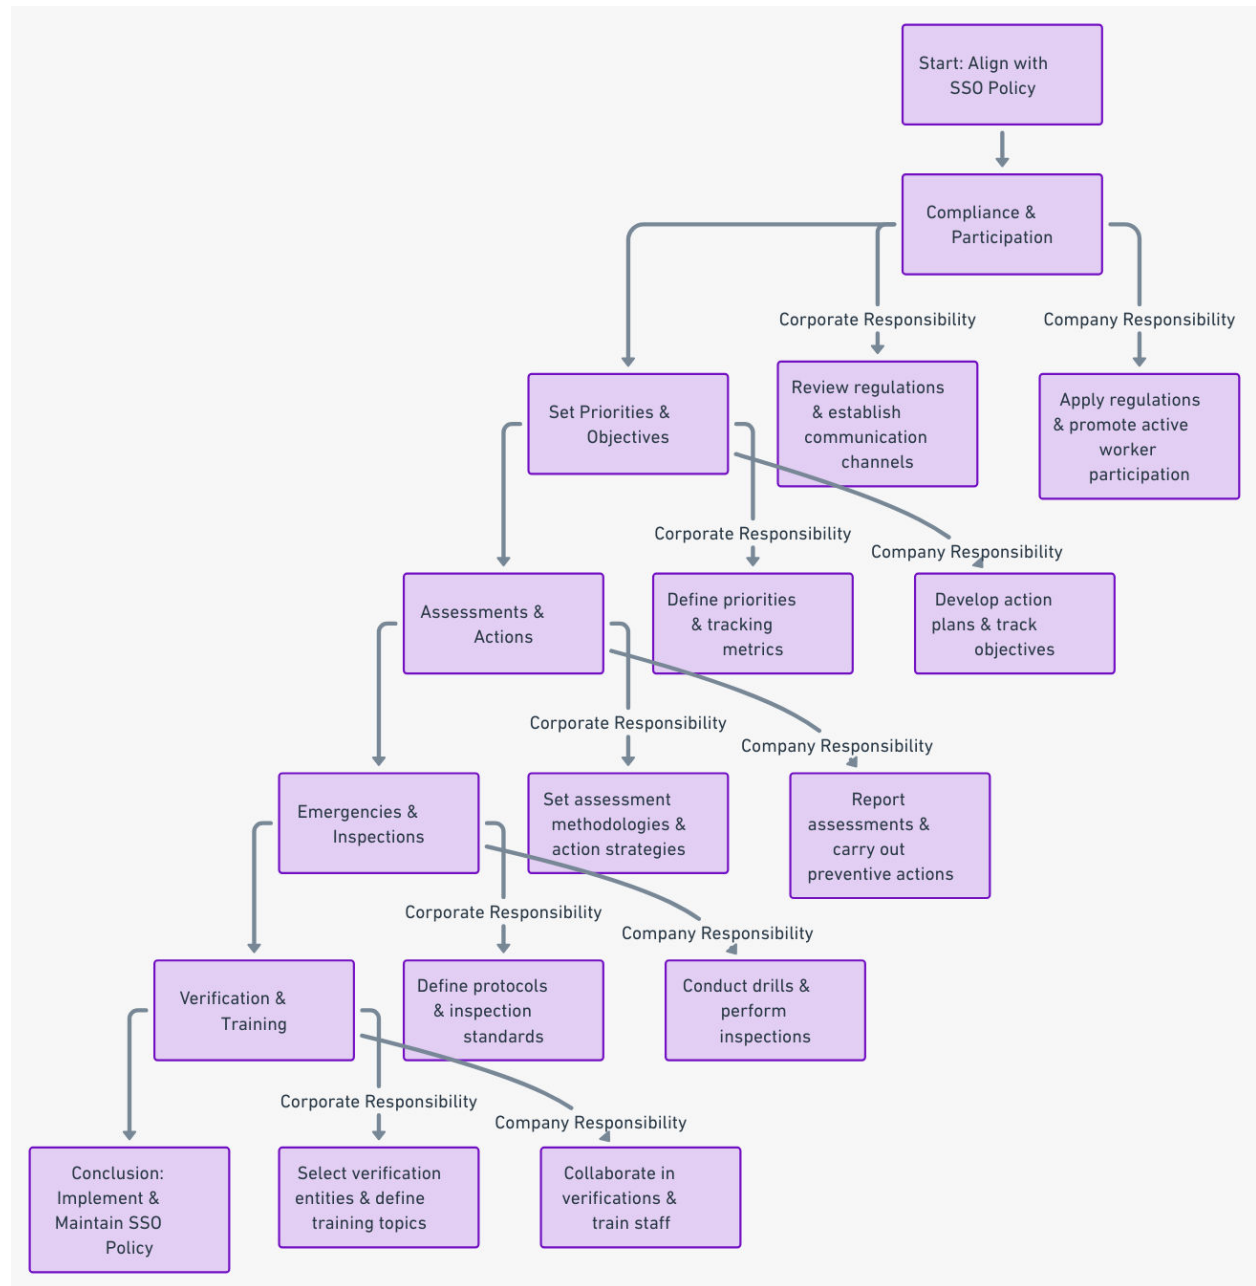 Start: Align with
SSO Policy
Compliance &
Participation
Corporate Responsibility
Company Responsibility
Set Priorities &
Objectives
Review regulations
& establish
communication
channels
Apply regulations
& promote active
worker
participation
Corporate Responsibility
Company Responsibility
Assessments &
Actions
Define priorities
& tracking
metrics
Develop action
plans & track
objectives
Corporate Responsibility
Company Responsibility
Emergencies &
Inspections
Set assessment
methodologies &
action strategies
Report
assessments &
carry out
preventive actions
Corporate Responsibility
Company Responsibility
Verification &
Training
Define protocols
& inspection
standards
Conduct drills &
perform
inspections
Corporate Responsibility
Company Responsibility
Conclusion:
Implement &
Maintain SSO
Policy
Select verification
entities & define
training topics
Collaborate in
verifications &
train staff